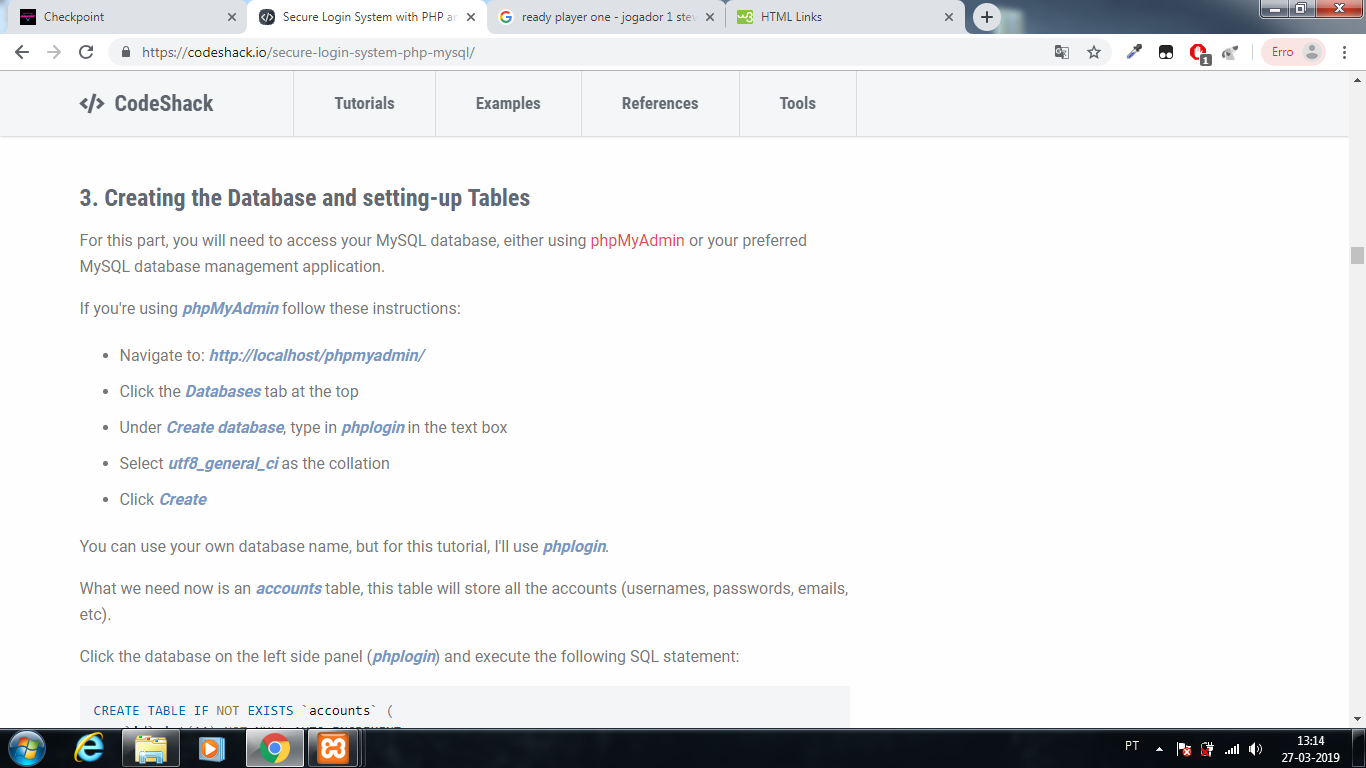 Checkpoint
Secure Login System with PHP an
ready player one - jogador 1 stev
HTML Links
https://codeshack.io/secure-login-system-php-mysql/
1
Erro
</> CodeShack
Tutorials
Examples
References
Tools
3. Creating the Database and setting-up Tables
For this part, you will need to access your MySQL database, either using phpMyAdmin or your preferred
MySQL database management application.
If you're using phpMyAdmin follow these instructions:
• Navigate to: http://localhost/phpmyadmin/
• Click the Databases tab at the top
• Under Create database, type in phplogin in the text box
• Select utf8_general_ci as the collation
• Click Create
You can use your own database name, but for this tutorial, I'll use phplogin.
What we need now is an accounts table, this table will store all the accounts (usernames, passwords, emails,
etc).
Click the database on the left side panel (phplogin) and execute the following SQL statement:
CREATE TABLE IF NOT EXISTS `accounts` (
PT
13:14
27-03-2019